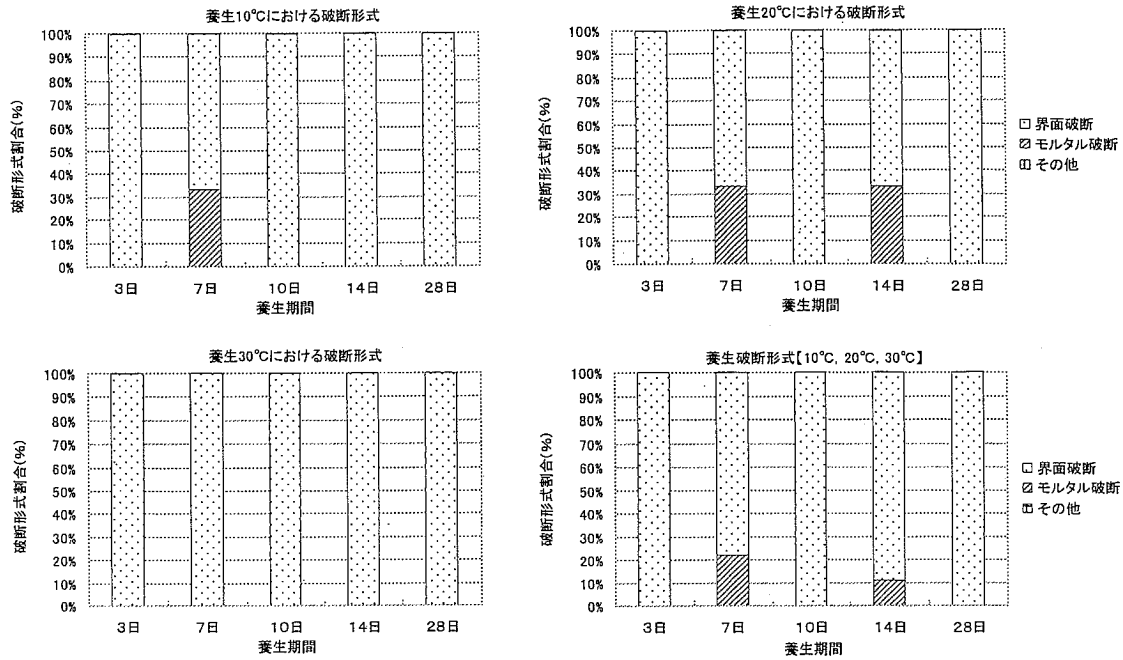 養生10℃における破断形式
100%
90%
80%
70%
60%
50%
40%
30%
20%
10%
0%
破断形式割合(%)
3日 7日 10日 14日 28日
養生期間
養生20℃における破断形式
100%
90%
80%
70%
60%
50%
40%
30%
20%
10%
0%
破断形式割合(%)
3日 7日 10日 14日 28日
養生期間
界面破断
モルタル破断
その他
養生30℃における破断形式
100%
90%
80%
70%
60%
50%
40%
30%
20%
10%
0%
破断形式割合(%)
3日 7日 10日 14日 28日
養生期間
養生破断形式【10℃, 20℃, 30℃】
100%
90%
80%
70%
60%
50%
40%
30%
20%
10%
0%
破断形式割合(%)
3日 7日 10日 14日 28日
養生期間
界面破断
モルタル破断
その他